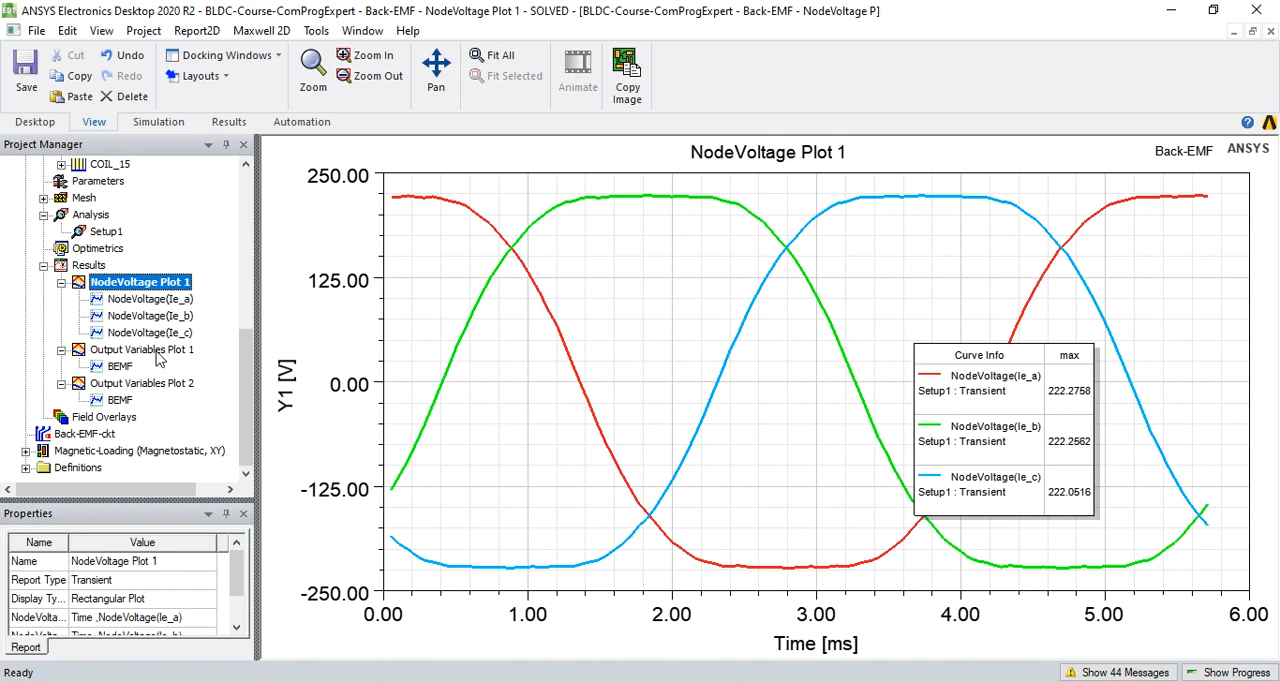 EDT ANSYS Electronics Desktop 2020 R2 - BLDC-Course-ComProgExpert - Back-EMF - NodeVoltage Plot 1 - SOLVED - [BLDC-Course-ComProgExpert - Back-EMF - NodeVoltage P]
File Edit View Project Report2D Maxwell 2D Tools Window Help
Save
Cut
Copy
Paste
Undo
Redo
Delete
Docking Windows
Layouts
Zoom
Zoom In
Zoom Out
Pan
Fit All
Fit Selected
Animate
Copy
Image
Desktop View Simulation Results Automation
Project Manager
COIL_15
Parameters
Mesh
Analysis
Setup1
Optimetrics
Results
NodeVoltage Plot 1
NodeVoltage(Ie_a)
NodeVoltage(Ie_b)
NodeVoltage(Ie_c)
Output Variables Plot 1
BEMF
Output Variables Plot 2
BEMF
Field Overlays
Back-EMF-ckt
Magnetic-Loading (Magnetostatic, XY)
Definitions
Properties
Name Value
Name NodeVoltage Plot 1
Report Type Transient
Display Ty... Rectangular Plot
NodeVolta... Time ,NodeVoltage(Ie_a)
Report
NodeVoltage Plot 1
Back-EMF ANSYS
250.00
125.00
0.00
-125.00
-250.00
Y1 [V]
0.00 1.00 2.00 3.00 4.00 5.00 6.00
Time [ms]
Curve Info max
NodeVoltage(Ie_a)
Setup1 : Transient 222.2758
NodeVoltage(Ie_b)
Setup1 : Transient 222.2562
NodeVoltage(Ie_c)
Setup1 : Transient 222.0516
Ready
Show 44 Messages
Show Progress